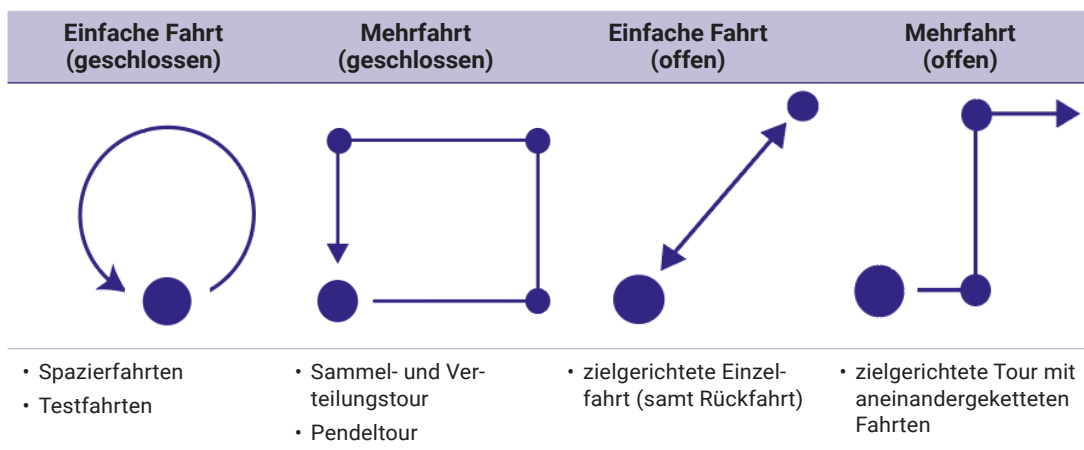 Einfache Fahrt
(geschlossen)
Mehrfahrt
(geschlossen)
Einfache Fahrt
(offen)
Mehrfahrt
(offen)
• Spazierfahrten
• Testfahrten
• Sammel- und Ver-
teilungstour
• Pendeltour
• zielgerichtete Einzel-
fahrt (samt Rückfahrt)
• zielgerichtete Tour mit
aneinandergeketteten
Fahrten